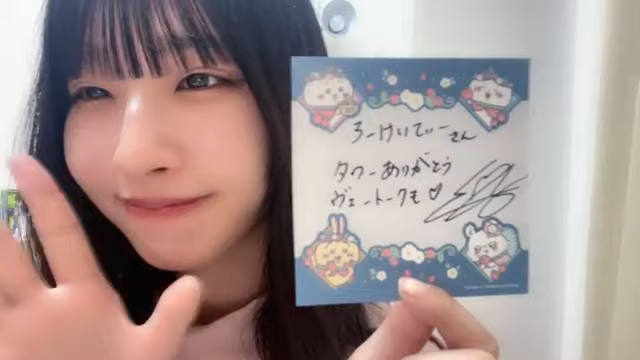 ろーけいてぃーさん
タワーありがとう
ヴェートークも♡